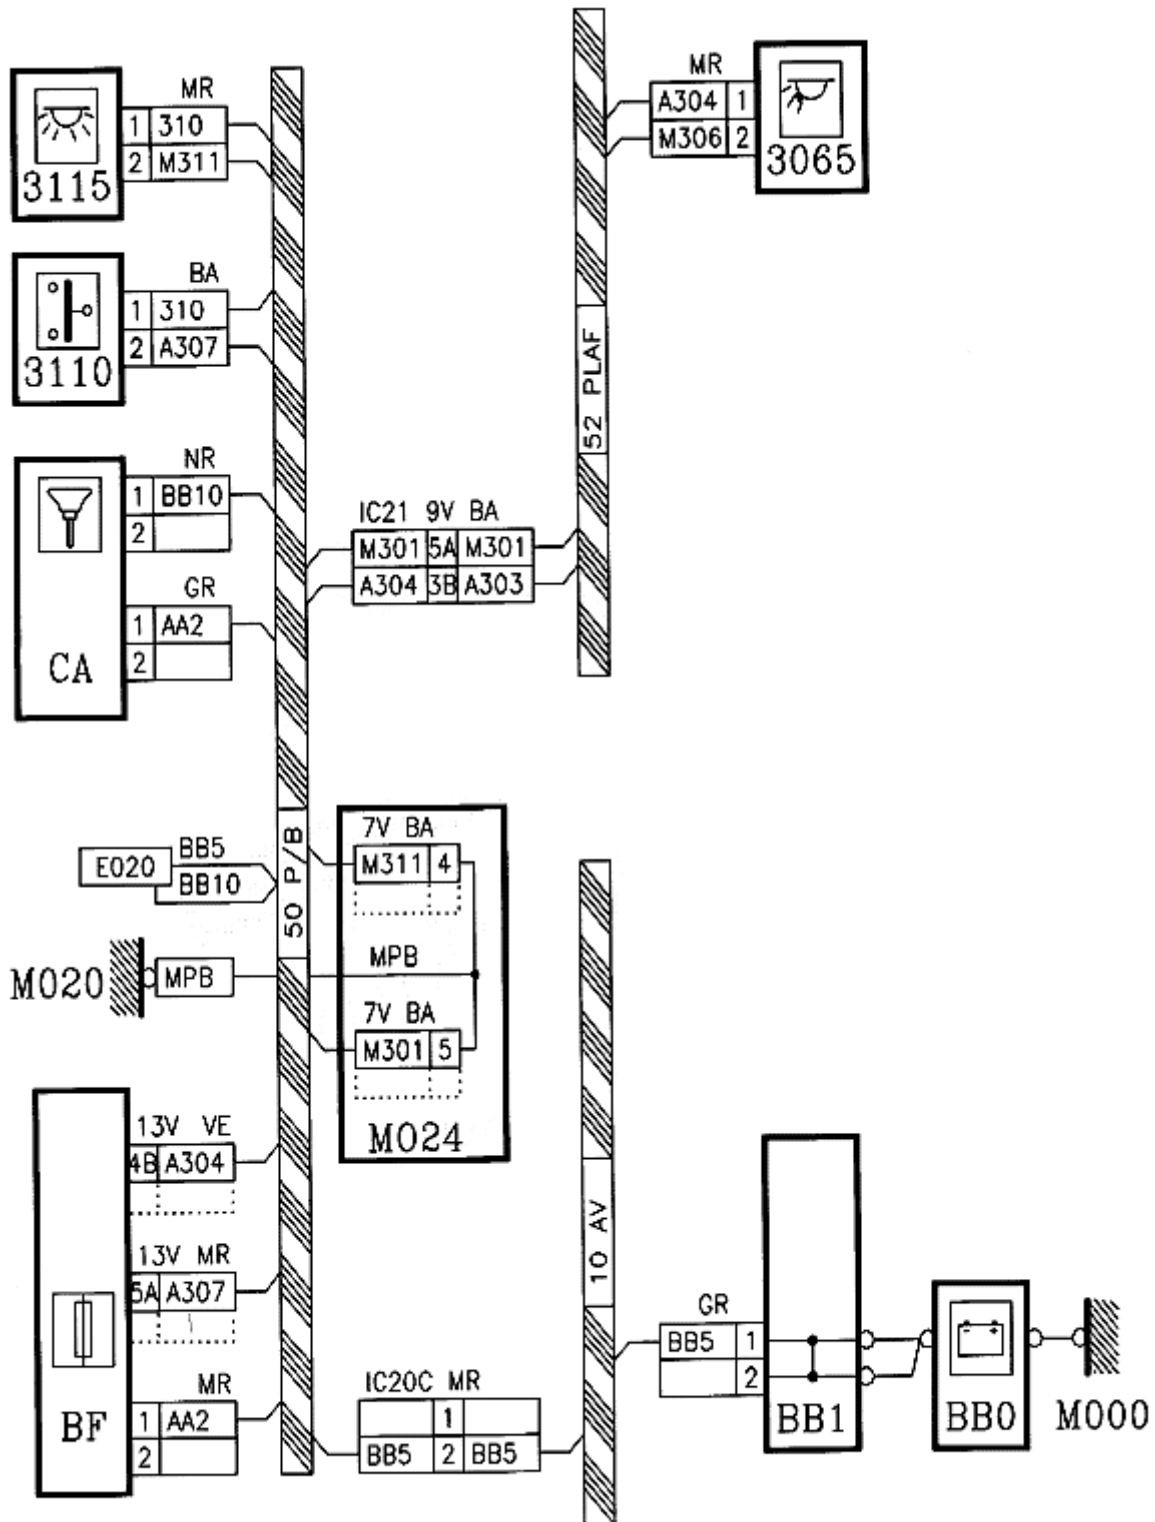 MR
1 310
2 M311
3115
BA
1 310
2 A307
3110
NR
1 BB10
2
GR
1 AA2
2
CA
E020
BB5
BB10
M020
MPB
13V VE
4B A304
13V MR
5A A307
MR
1 AA2
2
BF
50 P/B
IC21 9V BA
M301 5A M301
A304 3B A303
7V BA
M311 4
MPB
7V BA
M301 5
M024
IC20C MR
1
BB5 2 BB5
52 PLAF
10 AV
MR
A304 1
M306 2
3065
GR
BB5 1
2
BB1
BB0
M000